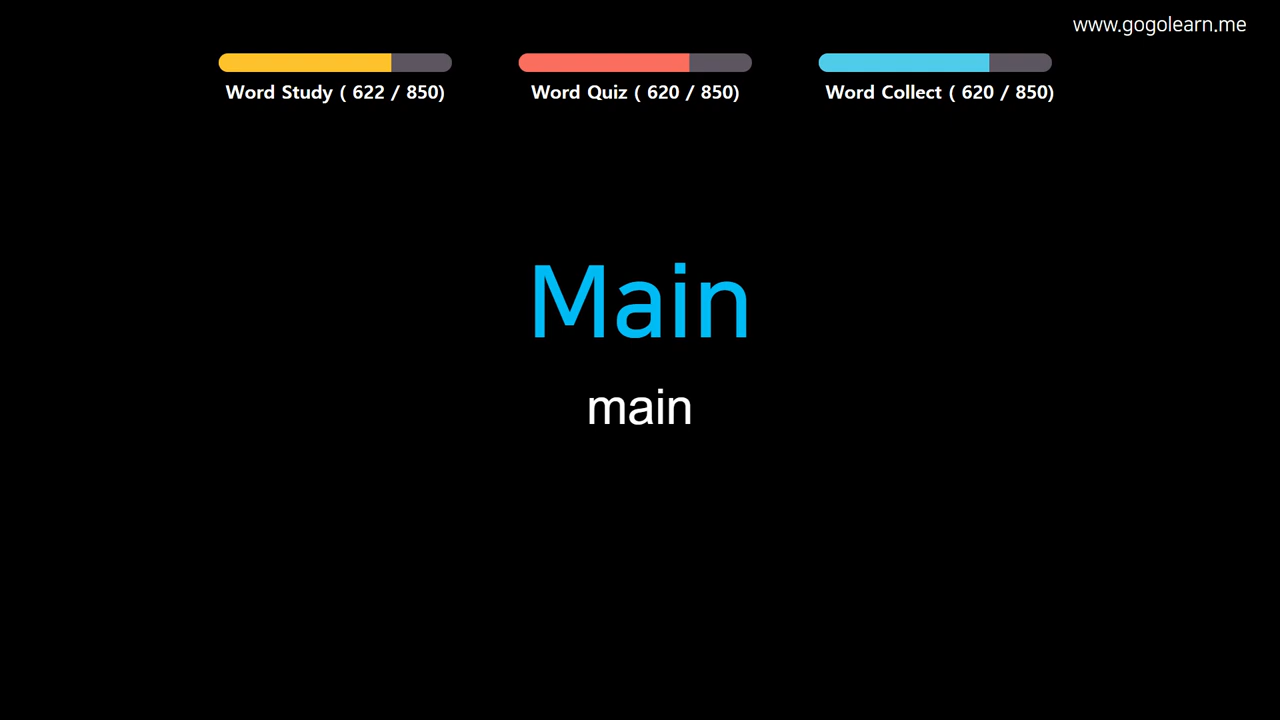 www.gogolearn.me
Word Study ( 622 / 850)
Word Quiz ( 620 / 850)
Word Collect ( 620 / 850)
Main
main